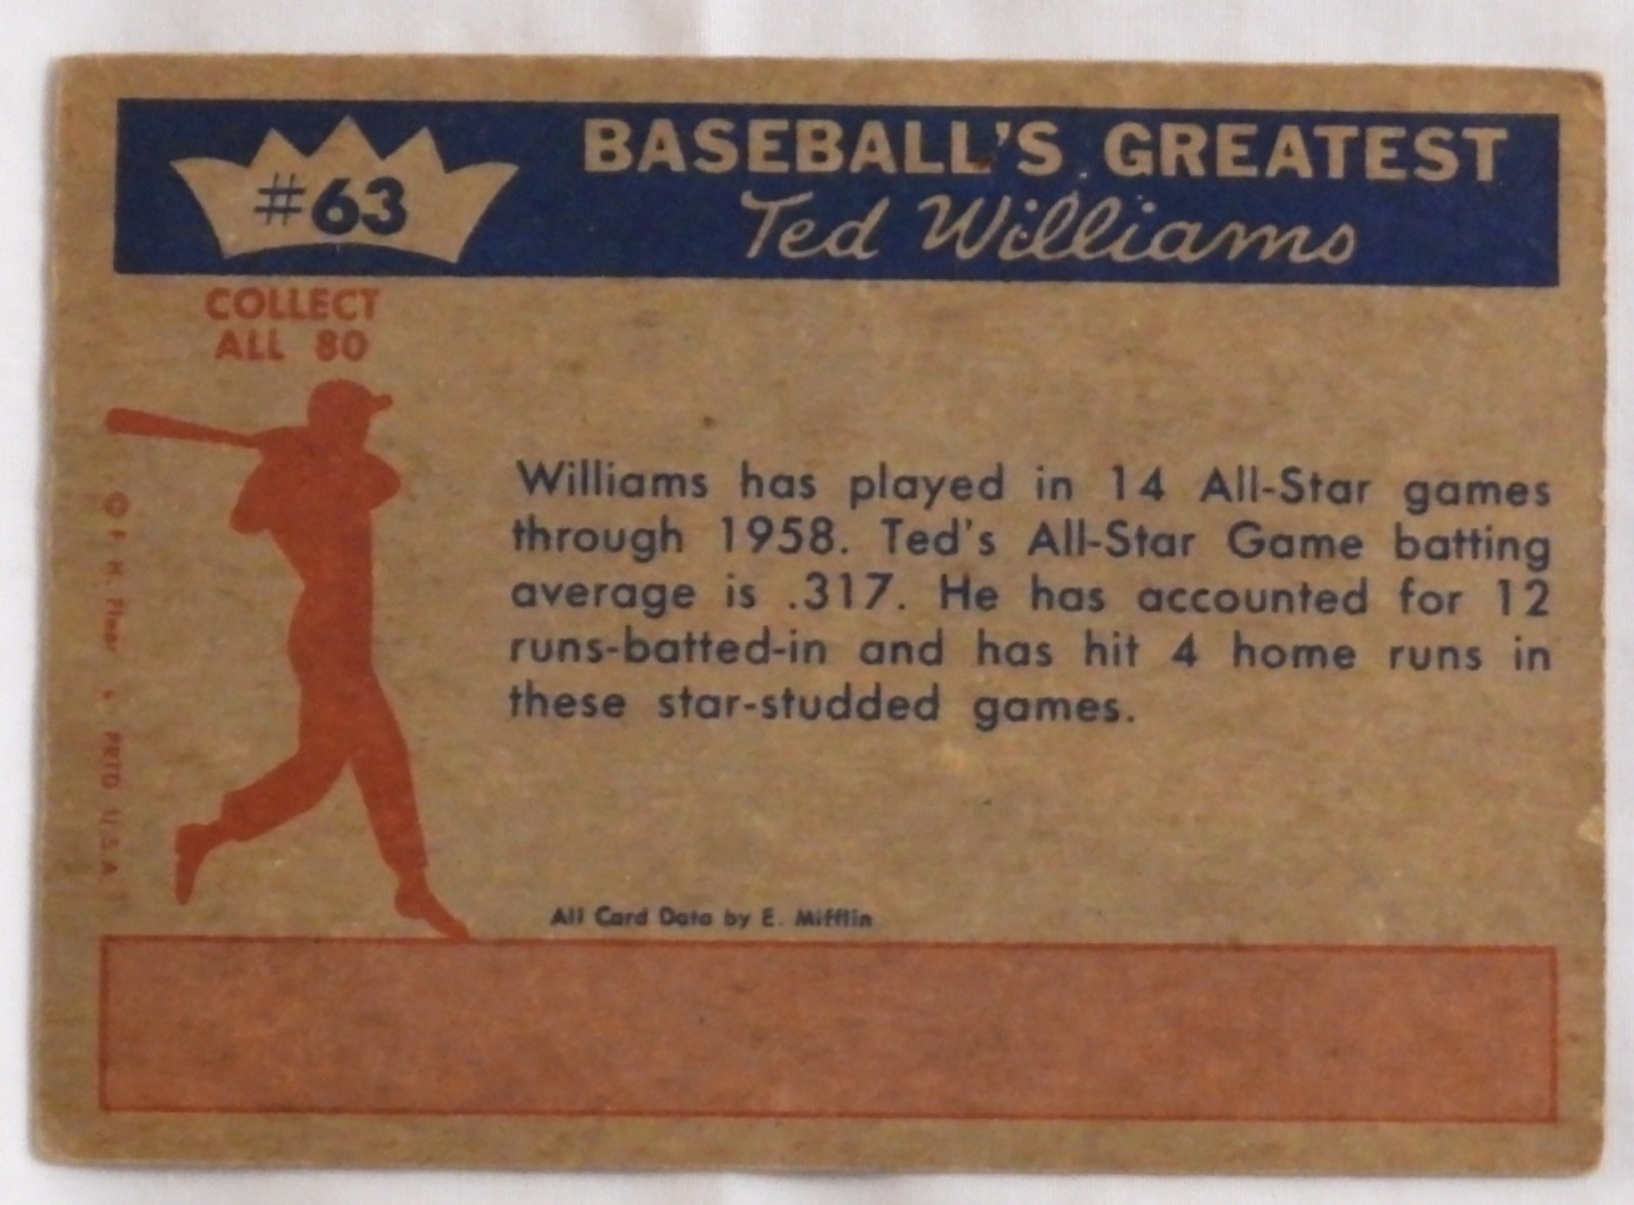 #63
BASEBALL'S GREATEST
Ted Williams
COLLECT
ALL 80
Williams has played in 14 All-Star games
through 1958. Ted's All-Star Game batting
average is .317. He has accounted for 12
runs-batted-in and has hit 4 home runs in
these star-studded games.
© F. H. Fleer • PRTD U.S.A.
All Card Data by E. Mifflin